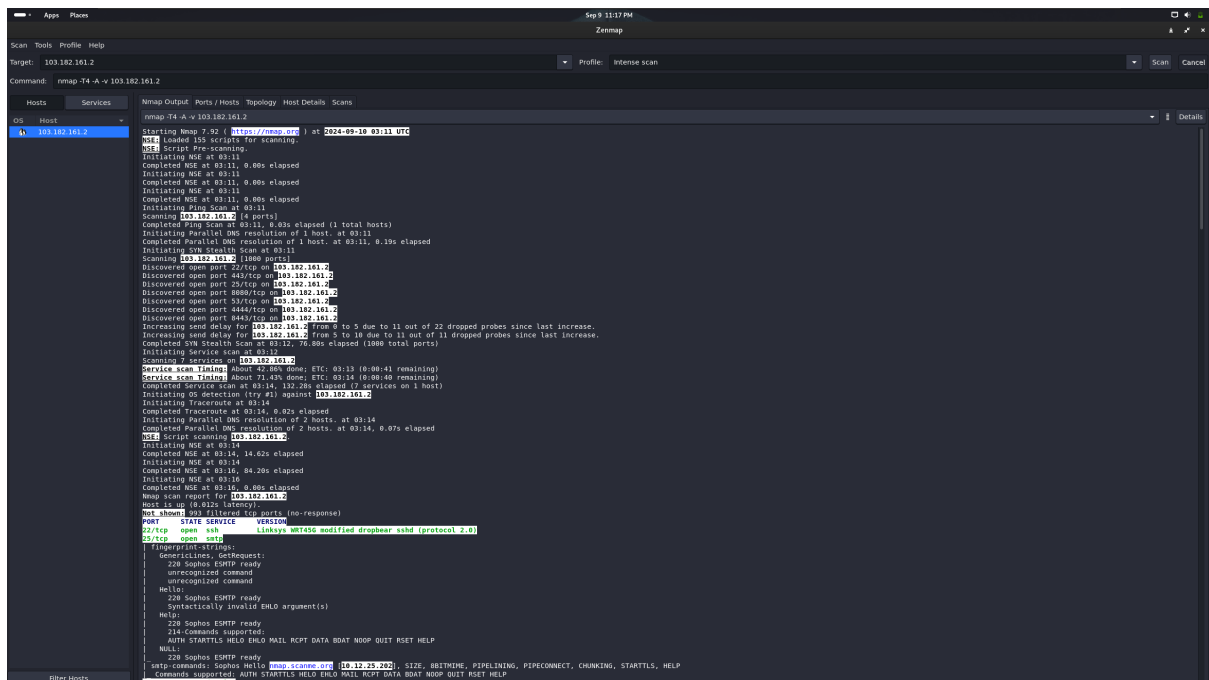 Apps Places
Sep 9 11:17 PM
Zenmap
Scan Tools Profile Help
Target: 103.182.161.2
Profile: Intense scan
Scan Cancel
Command: nmap -T4 -A -v 103.182.161.2
Hosts Services
OS Host
103.182.161.2
Filter Hosts
Nmap Output Ports / Hosts Topology Host Details Scans
nmap -T4 -A -v 103.182.161.2
Details
Starting Nmap 7.92 ( https://nmap.org ) at 2024-09-10 03:11 UTC
NSE: Loaded 155 scripts for scanning.
NSE: Script Pre-scanning.
Initiating NSE at 03:11
Completed NSE at 03:11, 0.00s elapsed
Initiating NSE at 03:11
Completed NSE at 03:11, 0.00s elapsed
Initiating NSE at 03:11
Completed NSE at 03:11, 0.00s elapsed
Initiating Ping Scan at 03:11
Scanning 103.182.161.2 [4 ports]
Completed Ping Scan at 03:11, 0.03s elapsed (1 total hosts)
Initiating Parallel DNS resolution of 1 host. at 03:11
Completed Parallel DNS resolution of 1 host. at 03:11, 0.19s elapsed
Initiating SYN Stealth Scan at 03:11
Scanning 103.182.161.2 [1000 ports]
Discovered open port 22/tcp on 103.182.161.2
Discovered open port 443/tcp on 103.182.161.2
Discovered open port 25/tcp on 103.182.161.2
Discovered open port 8080/tcp on 103.182.161.2
Discovered open port 53/tcp on 103.182.161.2
Discovered open port 4444/tcp on 103.182.161.2
Discovered open port 8443/tcp on 103.182.161.2
Increasing send delay for 103.182.161.2 from 0 to 5 due to 11 out of 22 dropped probes since last increase.
Increasing send delay for 103.182.161.2 from 5 to 10 due to 11 out of 11 dropped probes since last increase.
Completed SYN Stealth Scan at 03:12, 76.80s elapsed (1000 total ports)
Initiating Service scan at 03:12
Scanning 7 services on 103.182.161.2
Service scan Timing: About 42.86% done; ETC: 03:13 (0:00:41 remaining)
Service scan Timing: About 71.43% done; ETC: 03:14 (0:00:40 remaining)
Completed Service scan at 03:14, 132.20s elapsed (7 services on 1 host)
Initiating OS detection (try #1) against 103.182.161.2
Initiating Traceroute at 03:14
Completed Traceroute at 03:14, 0.02s elapsed
Initiating Parallel DNS resolution of 2 hosts. at 03:14
Completed Parallel DNS resolution of 2 hosts. at 03:14, 0.07s elapsed
NSE: Script scanning 103.182.161.2.
Initiating NSE at 03:14
Completed NSE at 03:14, 14.62s elapsed
Initiating NSE at 03:14
Completed NSE at 03:16, 84.20s elapsed
Initiating NSE at 03:16
Completed NSE at 03:16, 0.00s elapsed
Nmap scan report for 103.182.161.2
Host is up (0.012s latency).
Not shown: 993 filtered tcp ports (no-response)
PORT STATE SERVICE VERSION
22/tcp open ssh Linksys WRT45G modified dropbear sshd (protocol 2.0)
25/tcp open smtp
| fingerprint-strings:
| GenericLines, GetRequest:
| 220 Sophos ESMTP ready
| unrecognized command
| unrecognized command
| Hello:
| 220 Sophos ESMTP ready
| Syntactically invalid EHLO argument(s)
| Help:
| 220 Sophos ESMTP ready
| 214-Commands supported:
| AUTH STARTTLS HELO EHLO MAIL RCPT DATA BDAT NOOP QUIT RSET HELP
| NULL:
|_ 220 Sophos ESMTP ready
| smtp-commands: Sophos Hello nmap.scanme.org [10.12.25.202], SIZE, 8BITMIME, PIPELINING, PIPECONNECT, CHUNKING, STARTTLS, HELP
|_ Commands supported: AUTH STARTTLS HELO EHLO MAIL RCPT DATA BDAT NOOP QUIT RSET HELP